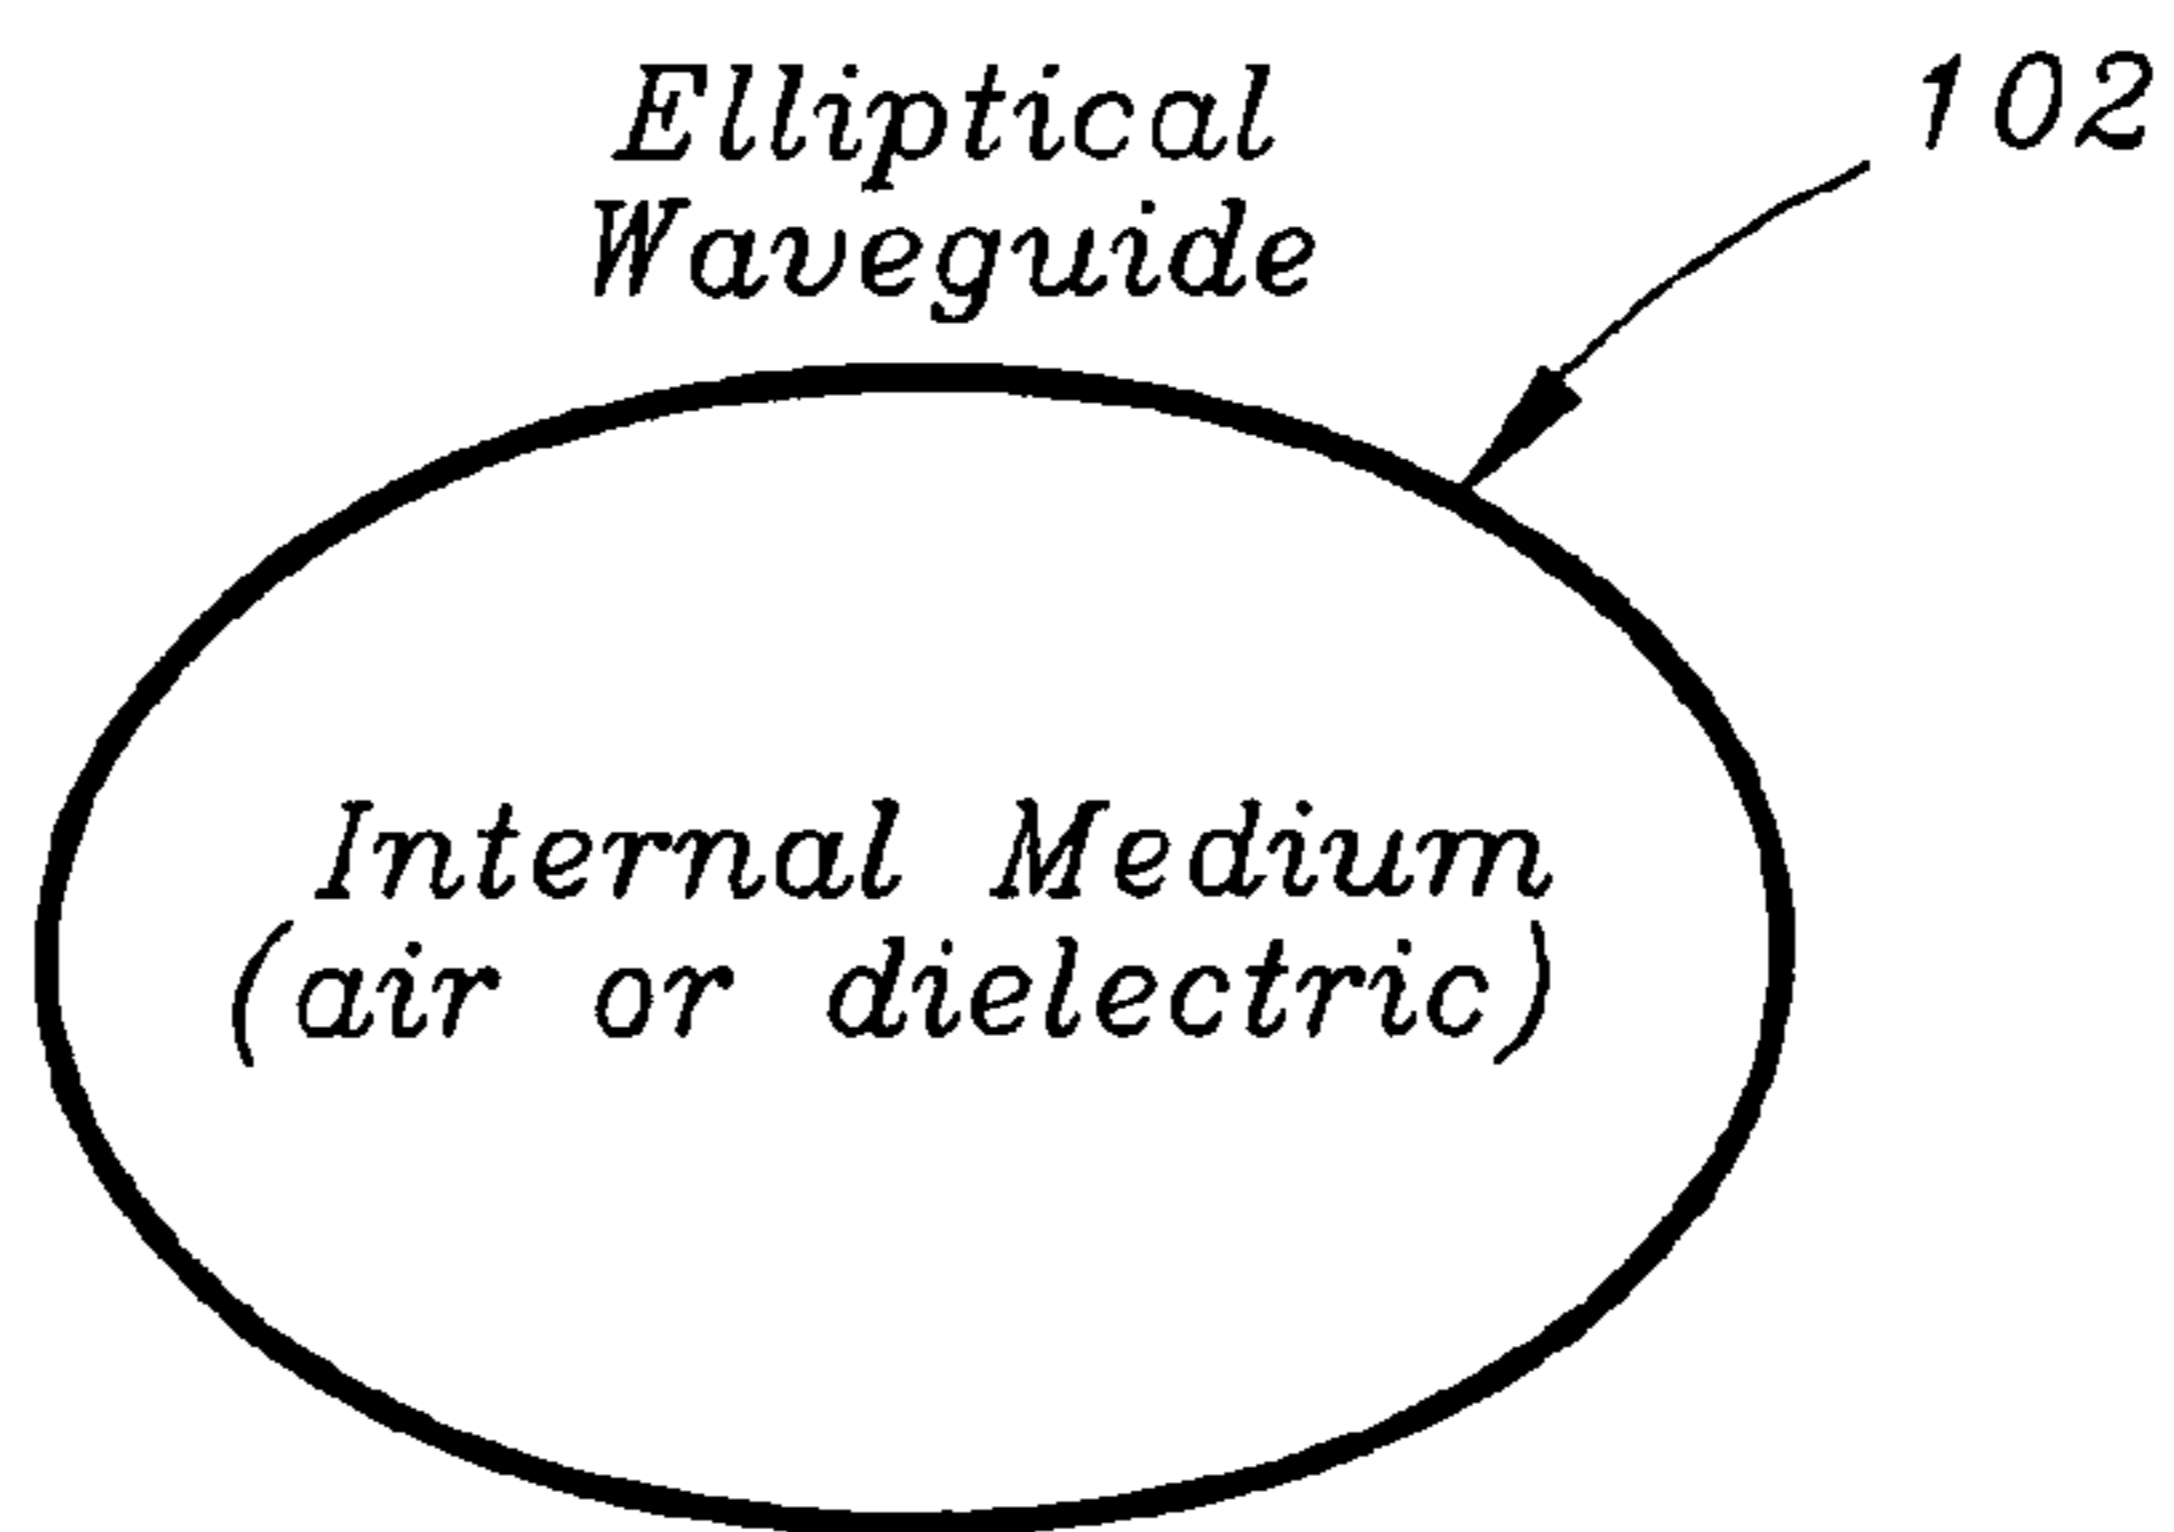 Elliptical
Waveguide
102
Internal Medium
(air or dielectric)